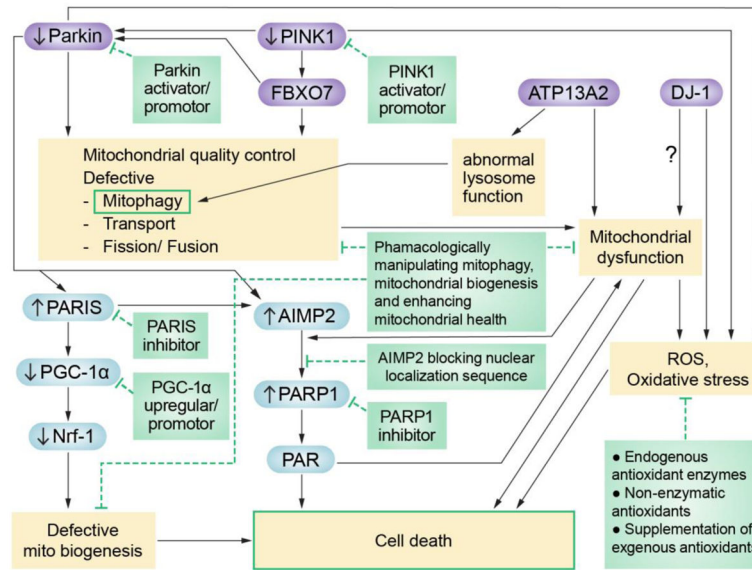 ↓Parkin
↓PINK1
Parkin
activator/
promotor
FBXO7
PINK1
activator/
promotor
ATP13A2
DJ-1
?
Mitochondrial quality control
Defective
- Mitophagy
- Transport
- Fission/ Fusion
abnormal
lysosome
function
Mitochondrial
dysfunction
Phamacologically
manipulating mitophagy,
mitochondrial biogenesis
and enhancing
mitochondrial health
↑PARIS
PARIS
inhibitor
↑AIMP2
AIMP2 blocking nuclear
localization sequence
ROS,
Oxidative stress
↓PGC-1α
PGC-1α
upregular/
promotor
↑PARP1
PARP1
inhibitor
↓Nrf-1
PAR
● Endogenous
antioxidant enzymes
● Non-enzymatic
antioxidants
● Supplementation of
exgenous antioxidants
Defective
mito biogenesis
Cell death